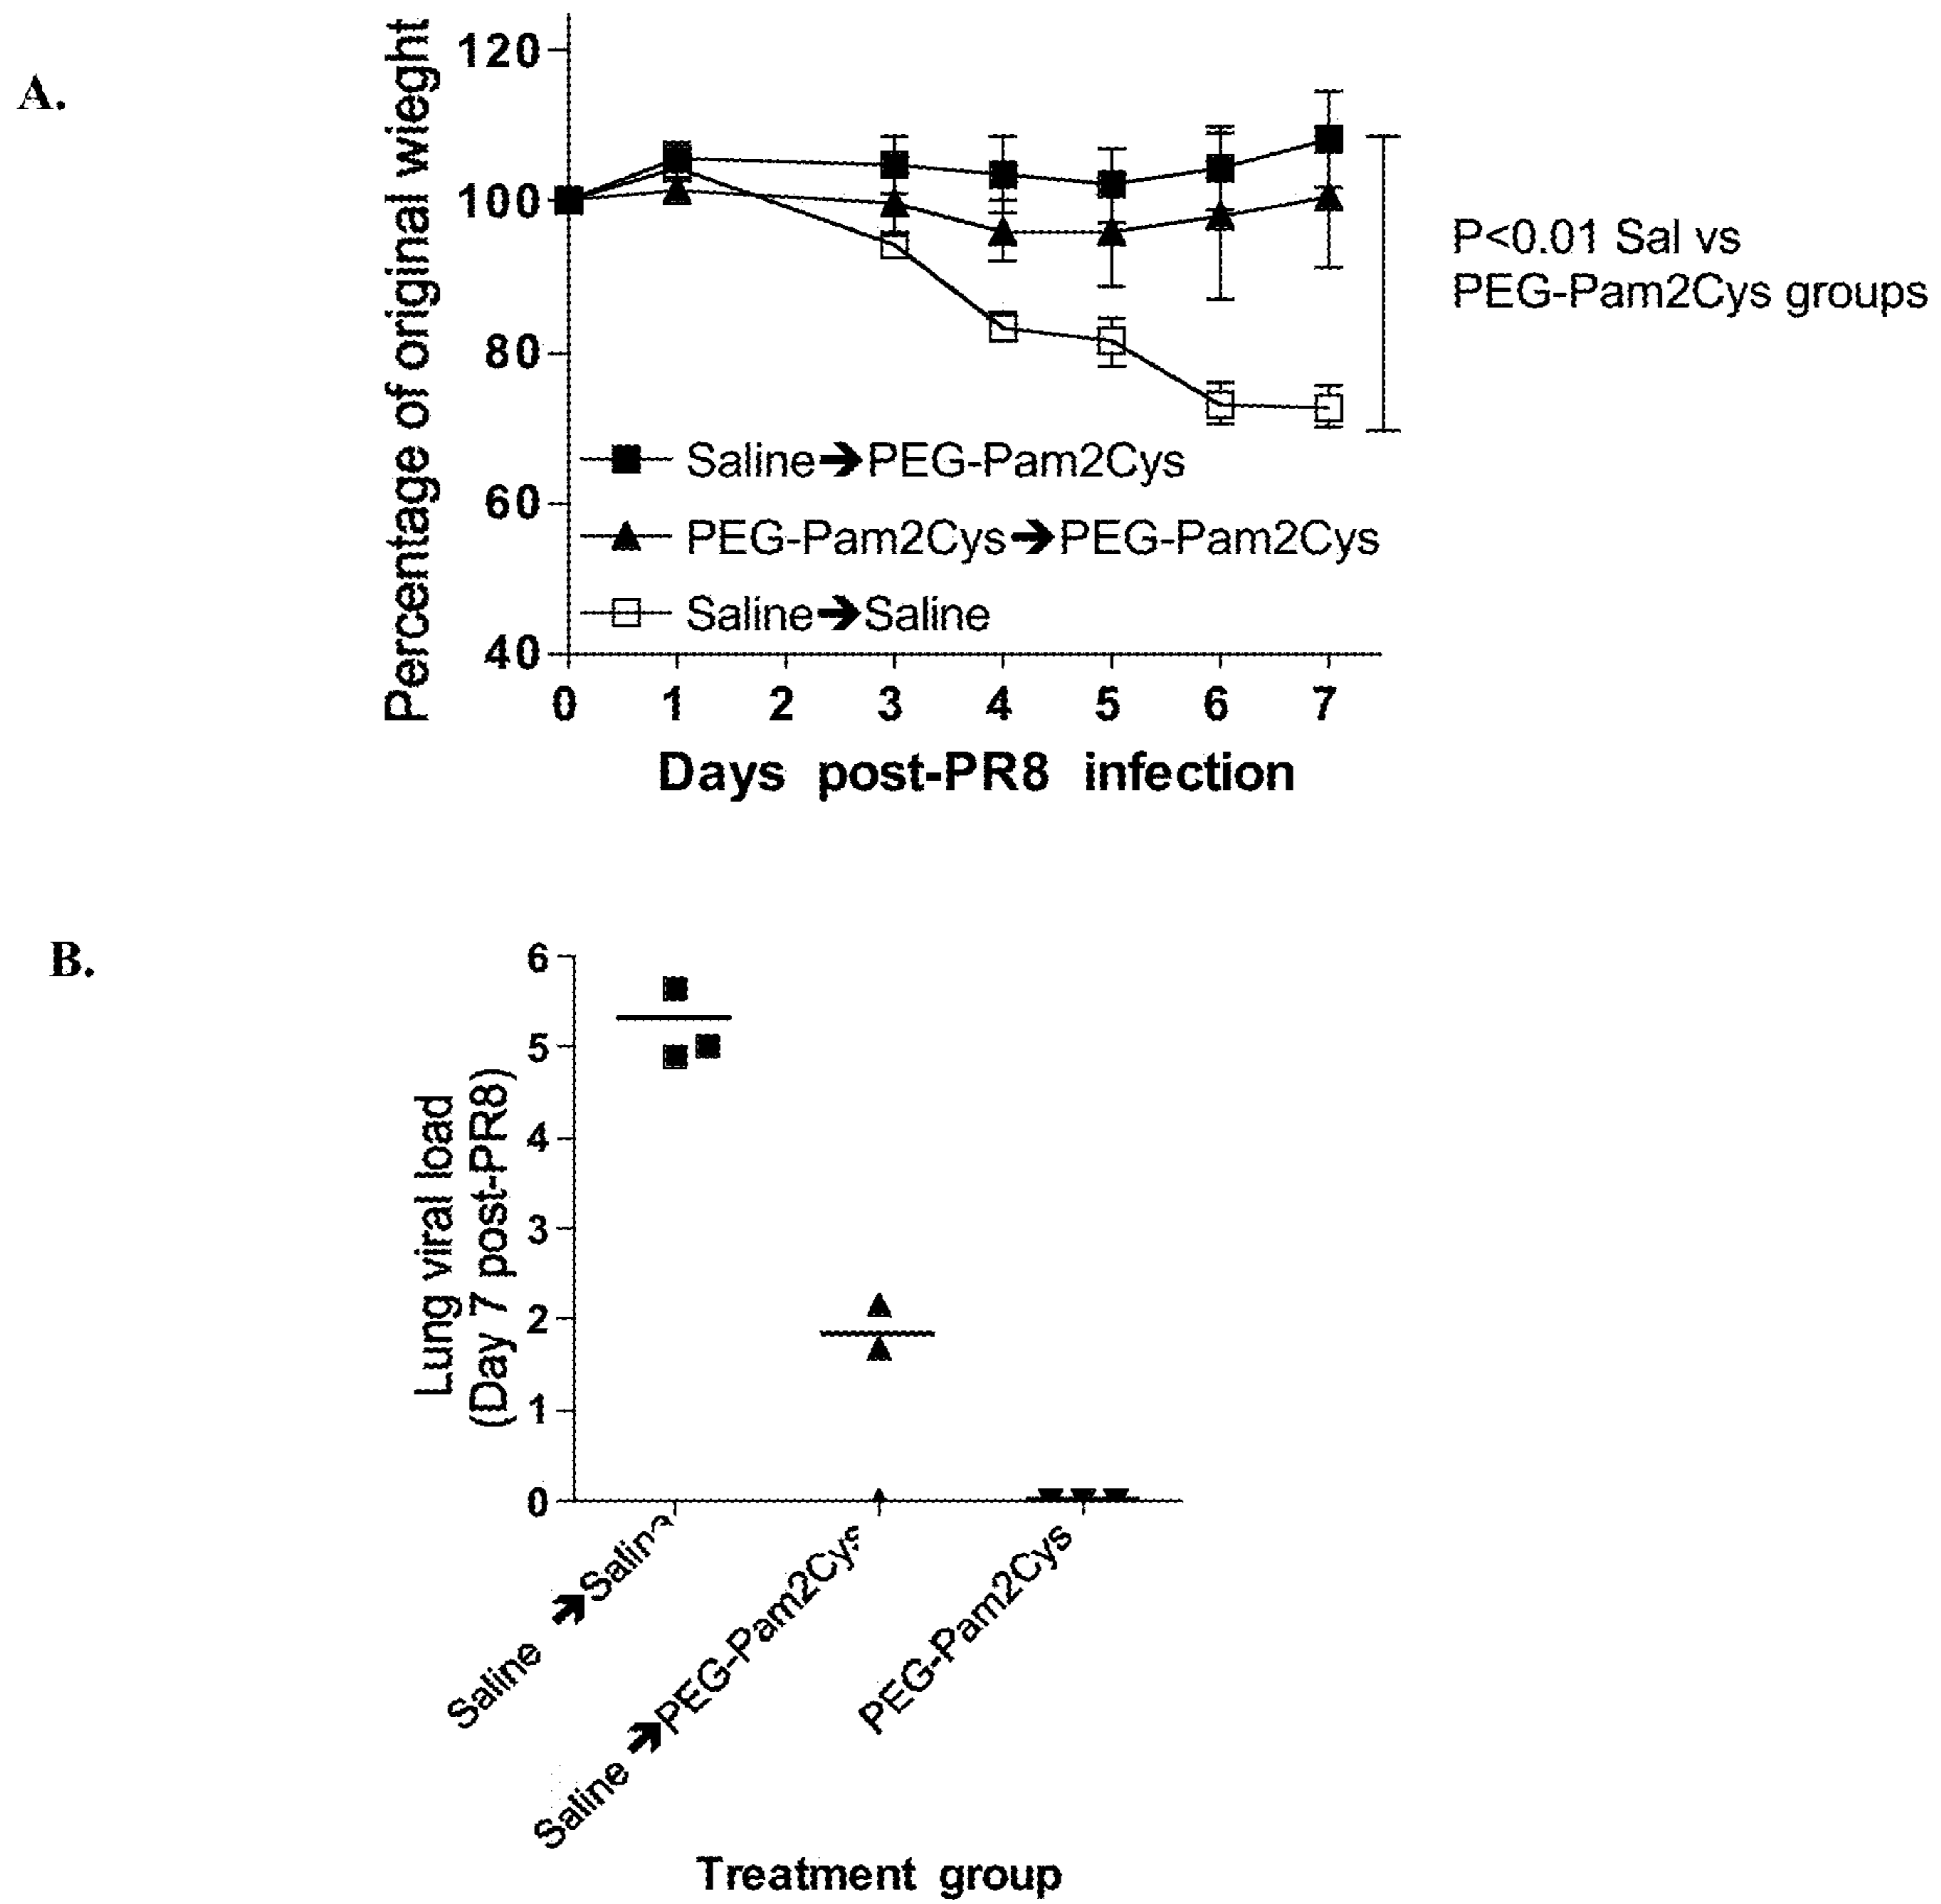 A.
Percentage of original wieght
120
100
80
60
40
Saline➔PEG-Pam2Cys
PEG-Pam2Cys➔PEG-Pam2Cys
Saline➔Saline
P<0.01 Sal vs
PEG-Pam2Cys groups
0 1 2 3 4 5 6 7
Days post-PR8 infection
B.
Lung viral load
(Day 7 post-PR8)
6
5
4
3
2
1
0
Saline ➔Saline
Saline ➔PEG-Pam2Cys
PEG-Pam2Cys
Treatment group